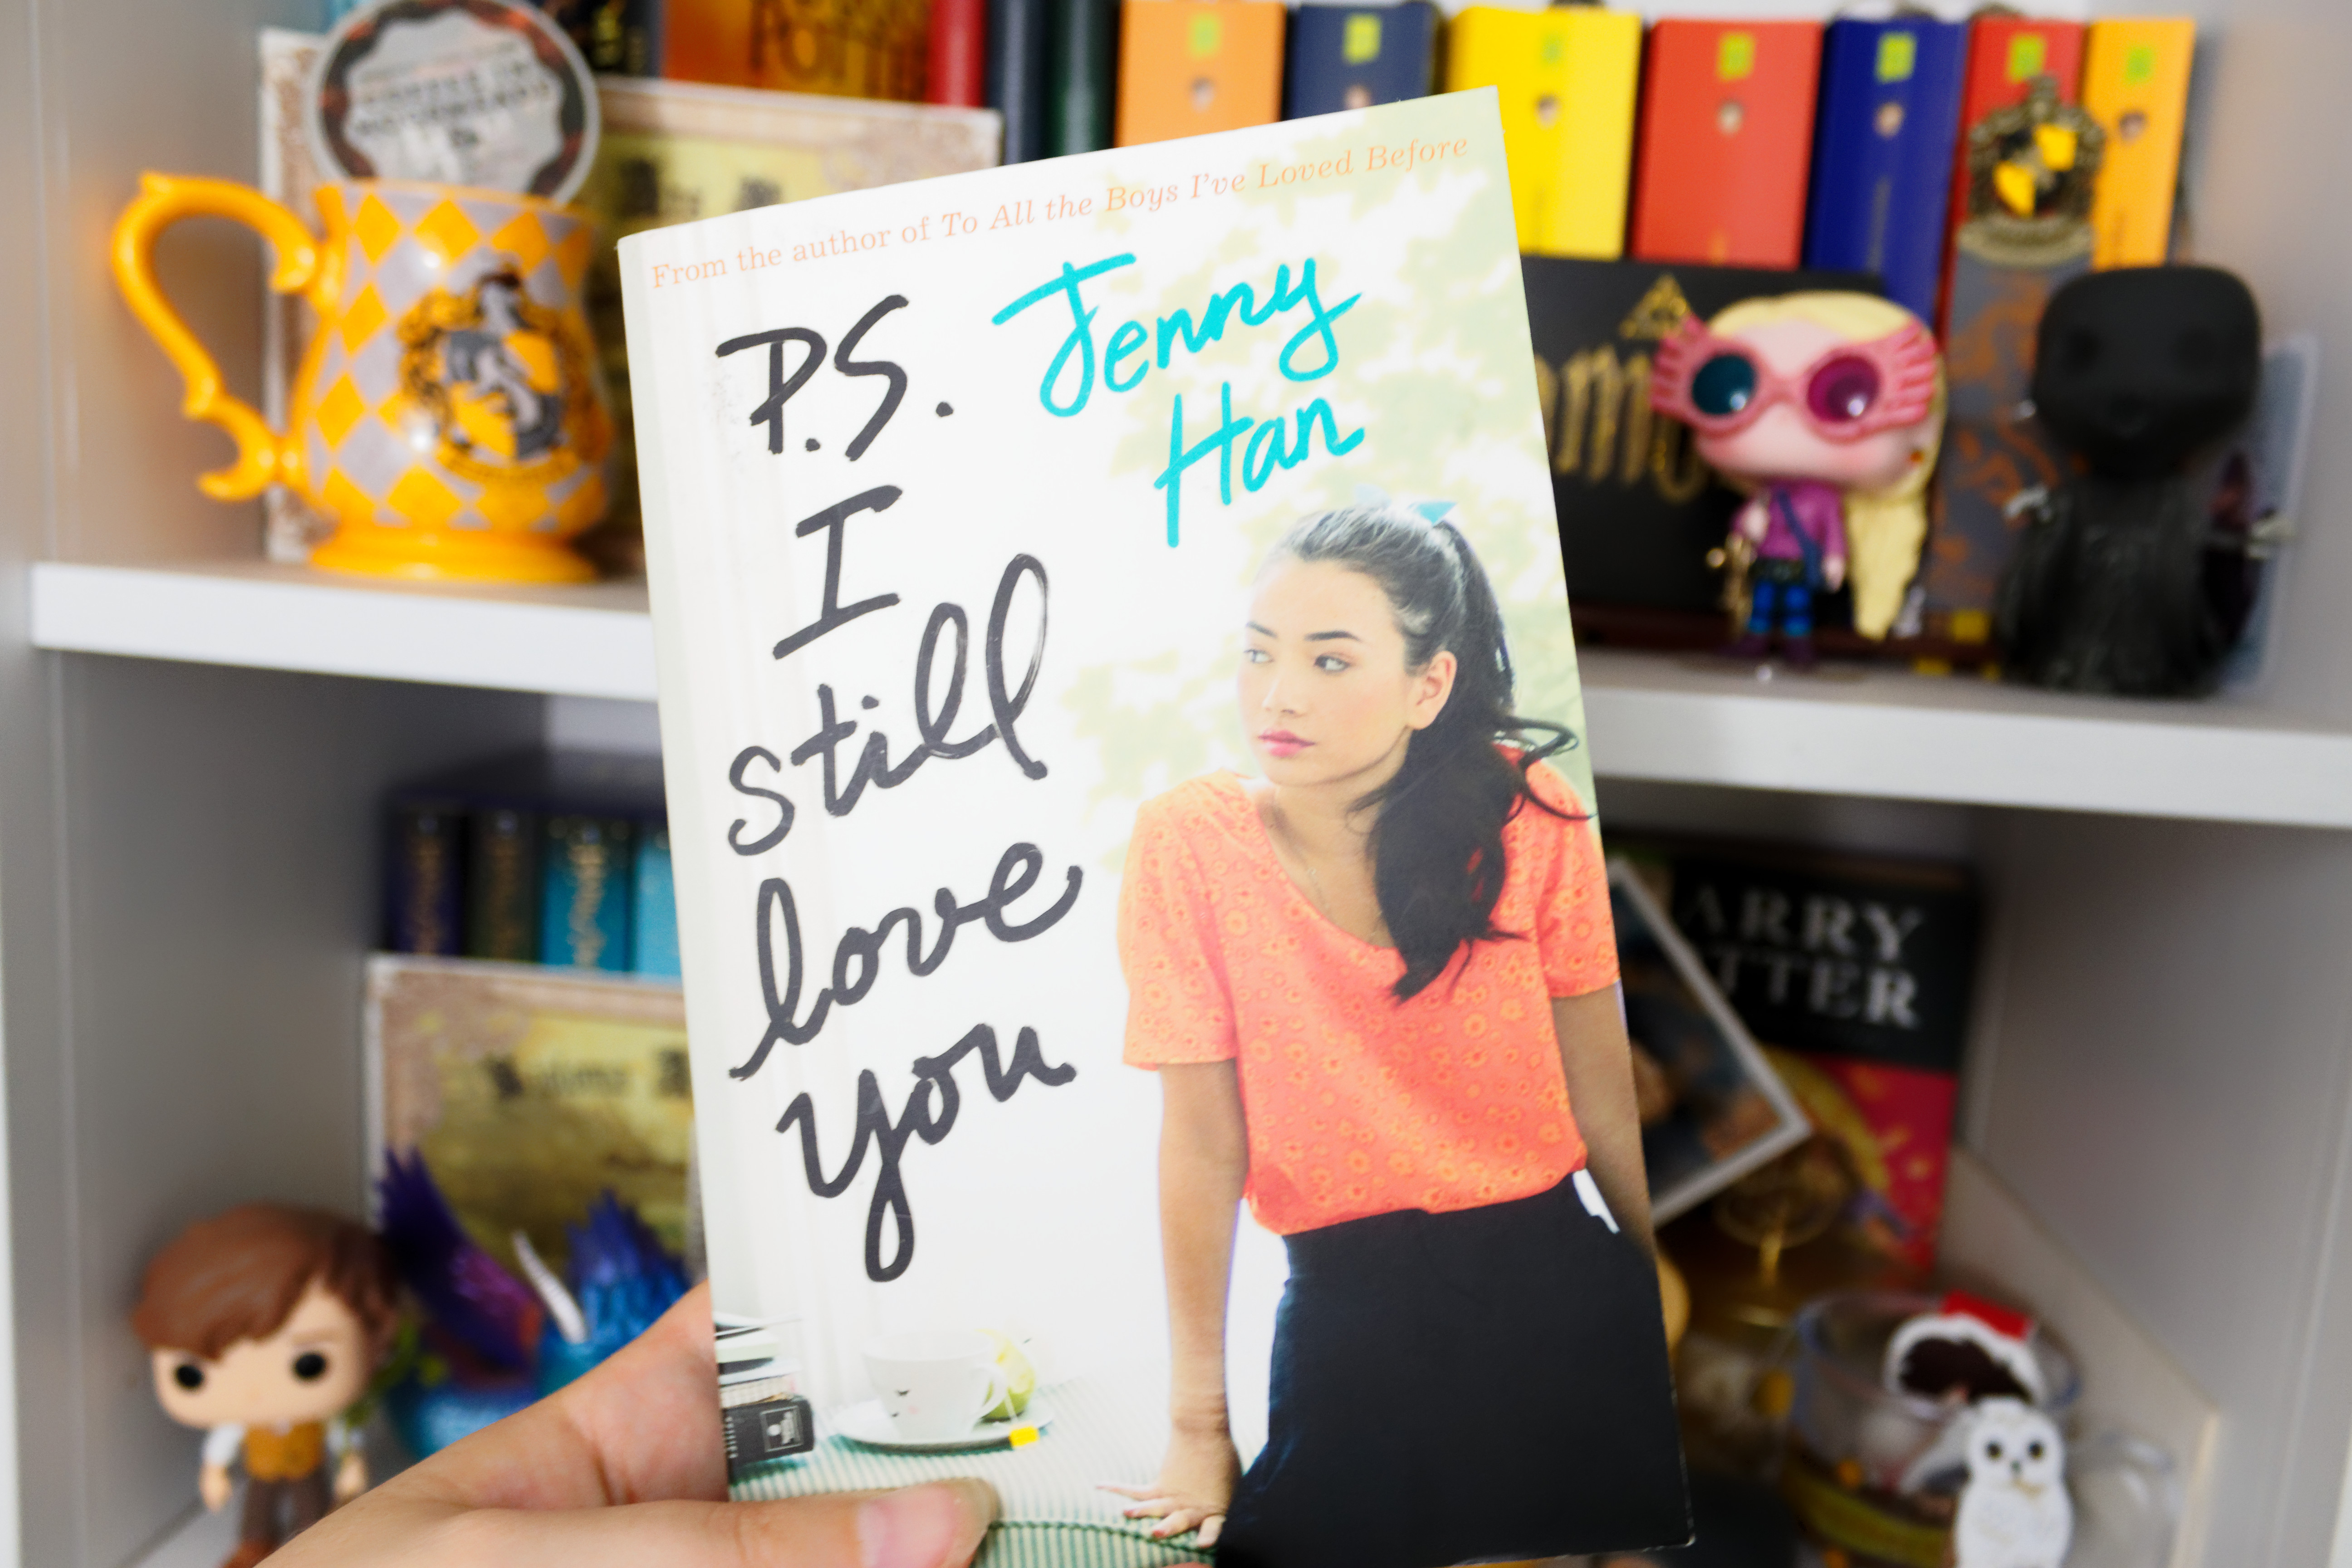 From the author of To All the Boys I've Loved Before
P.S.
I
still
love
you
Jenny
Han
ARRY
TTER